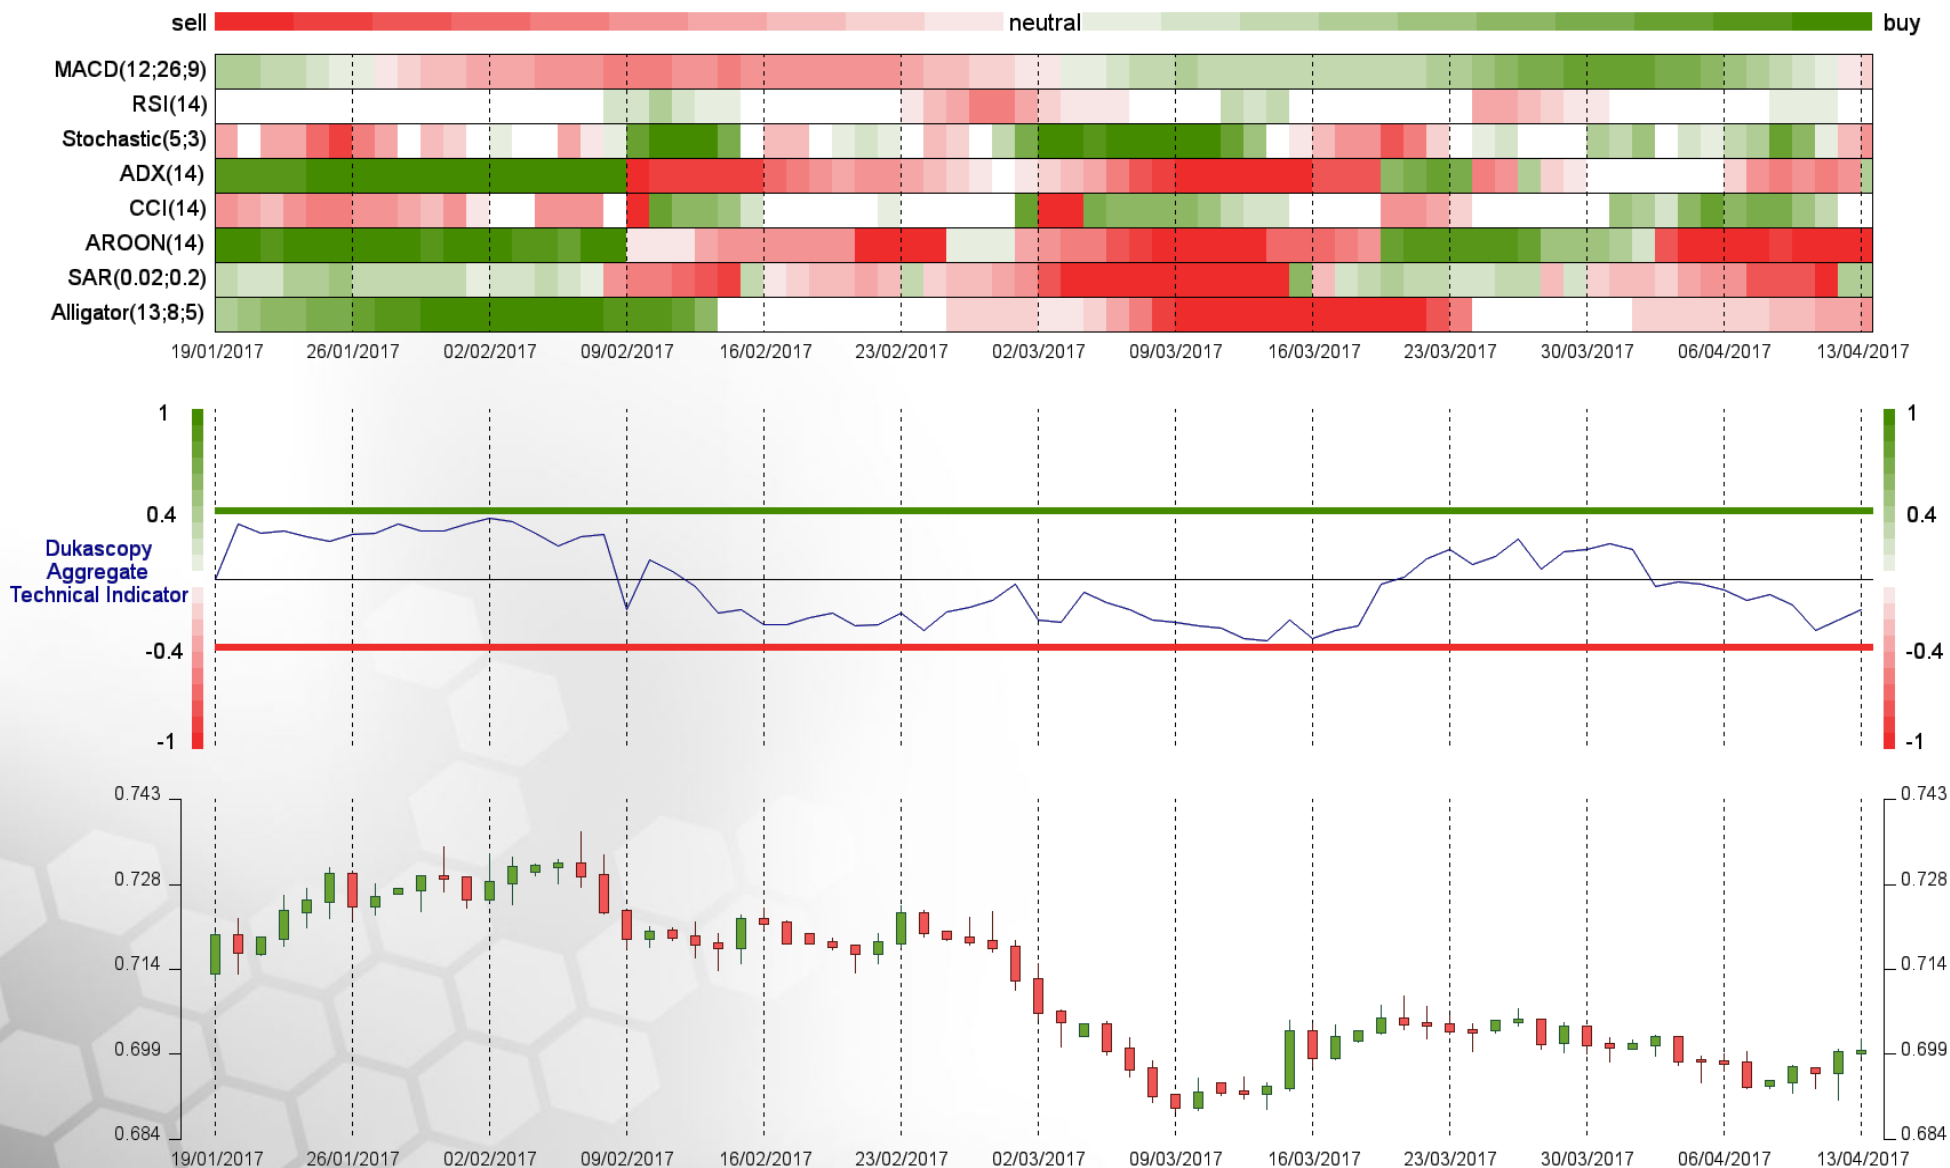 sell neutral buy
MACD(12;26;9)
RSI(14)
Stochastic(5;3)
ADX(14)
CCI(14)
AROON(14)
SAR(0.02;0.2)
Alligator(13;8;5)
19/01/2017 26/01/2017 02/02/2017 09/02/2017 16/02/2017 23/02/2017 02/03/2017 09/03/2017 16/03/2017 23/03/2017 30/03/2017 06/04/2017 13/04/2017
1 1
0.4 0.4
Dukascopy
Aggregate
Technical Indicator
-0.4 -0.4
-1 -1
0.743 0.743
0.728 0.728
0.714 0.714
0.699 0.699
0.684 0.684
19/01/2017 26/01/2017 02/02/2017 09/02/2017 16/02/2017 23/02/2017 02/03/2017 09/03/2017 16/03/2017 23/03/2017 30/03/2017 06/04/2017 13/04/2017